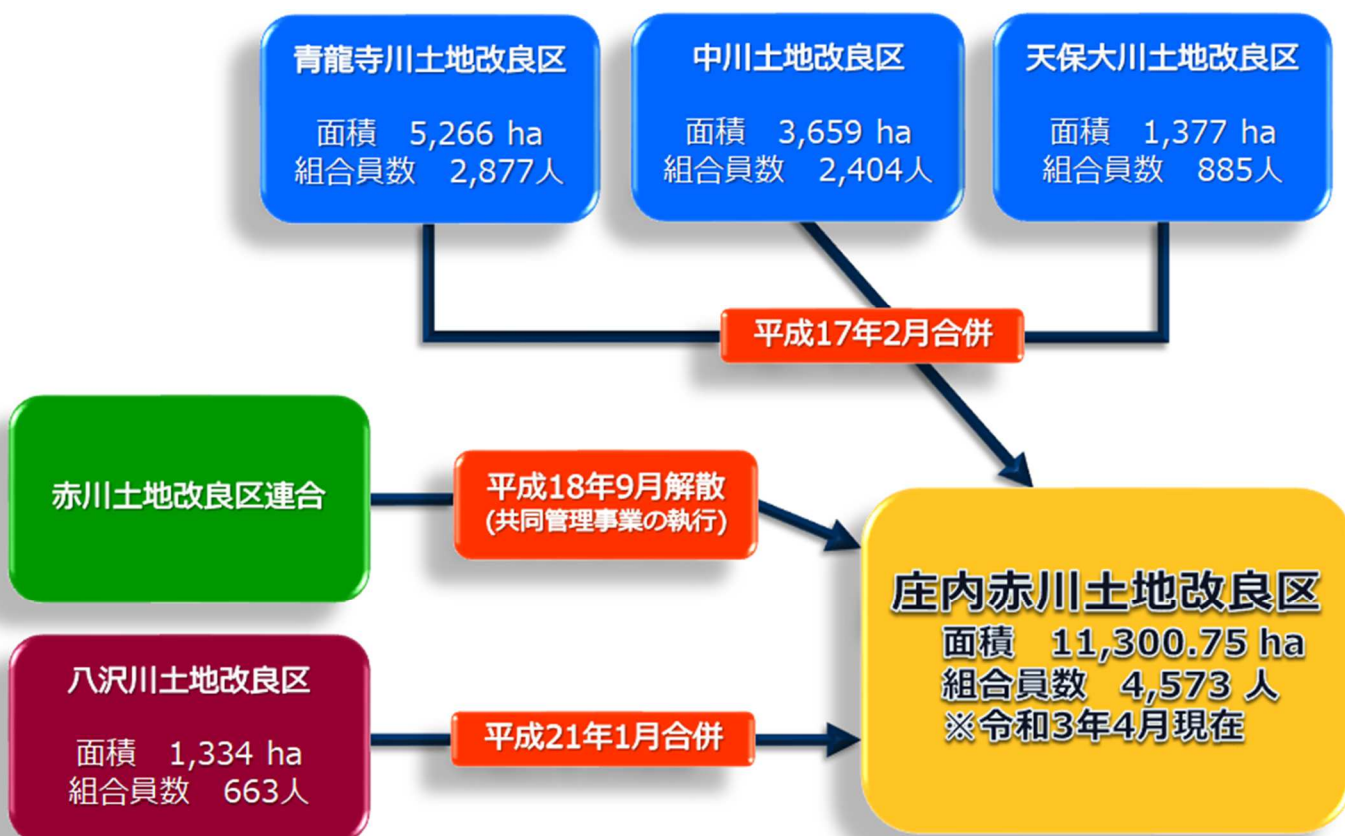 青龍寺川土地改良区
面積　5,266 ha
組合員数　2,877人
中川土地改良区
面積　3,659 ha
組合員数　2,404人
天保大川土地改良区
面積　1,377 ha
組合員数　885人
平成17年2月合併
赤川土地改良区連合
平成18年9月解散
(共同管理事業の執行)
八沢川土地改良区
面積　1,334 ha
組合員数　663人
平成21年1月合併
庄内赤川土地改良区
面積　11,300.75 ha
組合員数　4,573 人
※令和3年4月現在